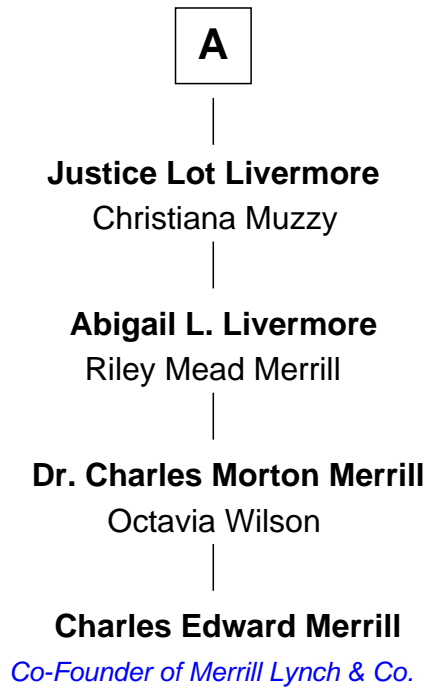 A
Justice Lot Livermore
Christiana Muzzy
Abigail L. Livermore
Riley Mead Merrill
Dr. Charles Morton Merrill
Octavia Wilson
Charles Edward Merrill
Co-Founder of Merrill Lynch & Co.